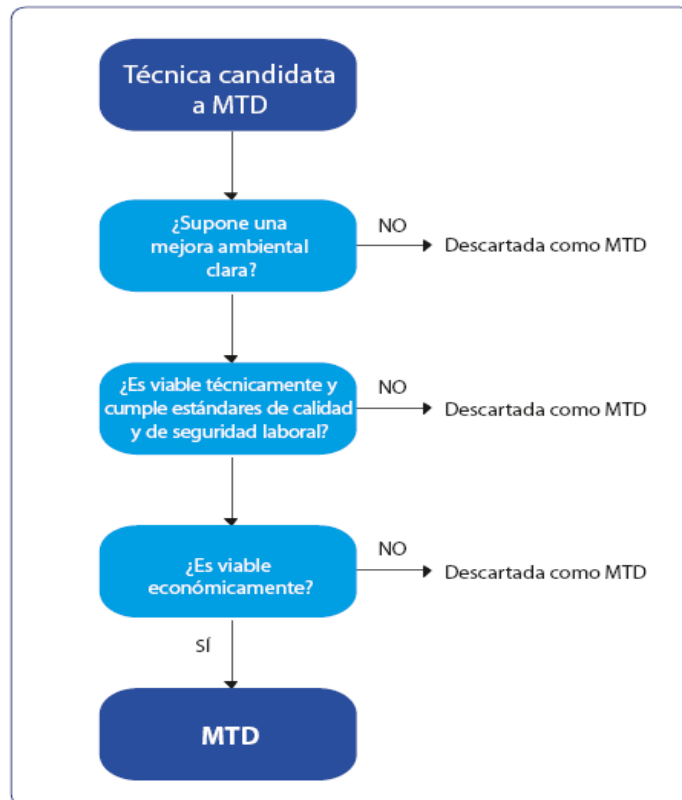 Técnica candidata
a MTD
¿Supone una
mejora ambiental
clara?
NO
Descartada como MTD
¿Es viable técnicamente y
cumple estándares de calidad
y de seguridad laboral?
NO
Descartada como MTD
¿Es viable
económicamente?
NO
Descartada como MTD
SÍ
MTD